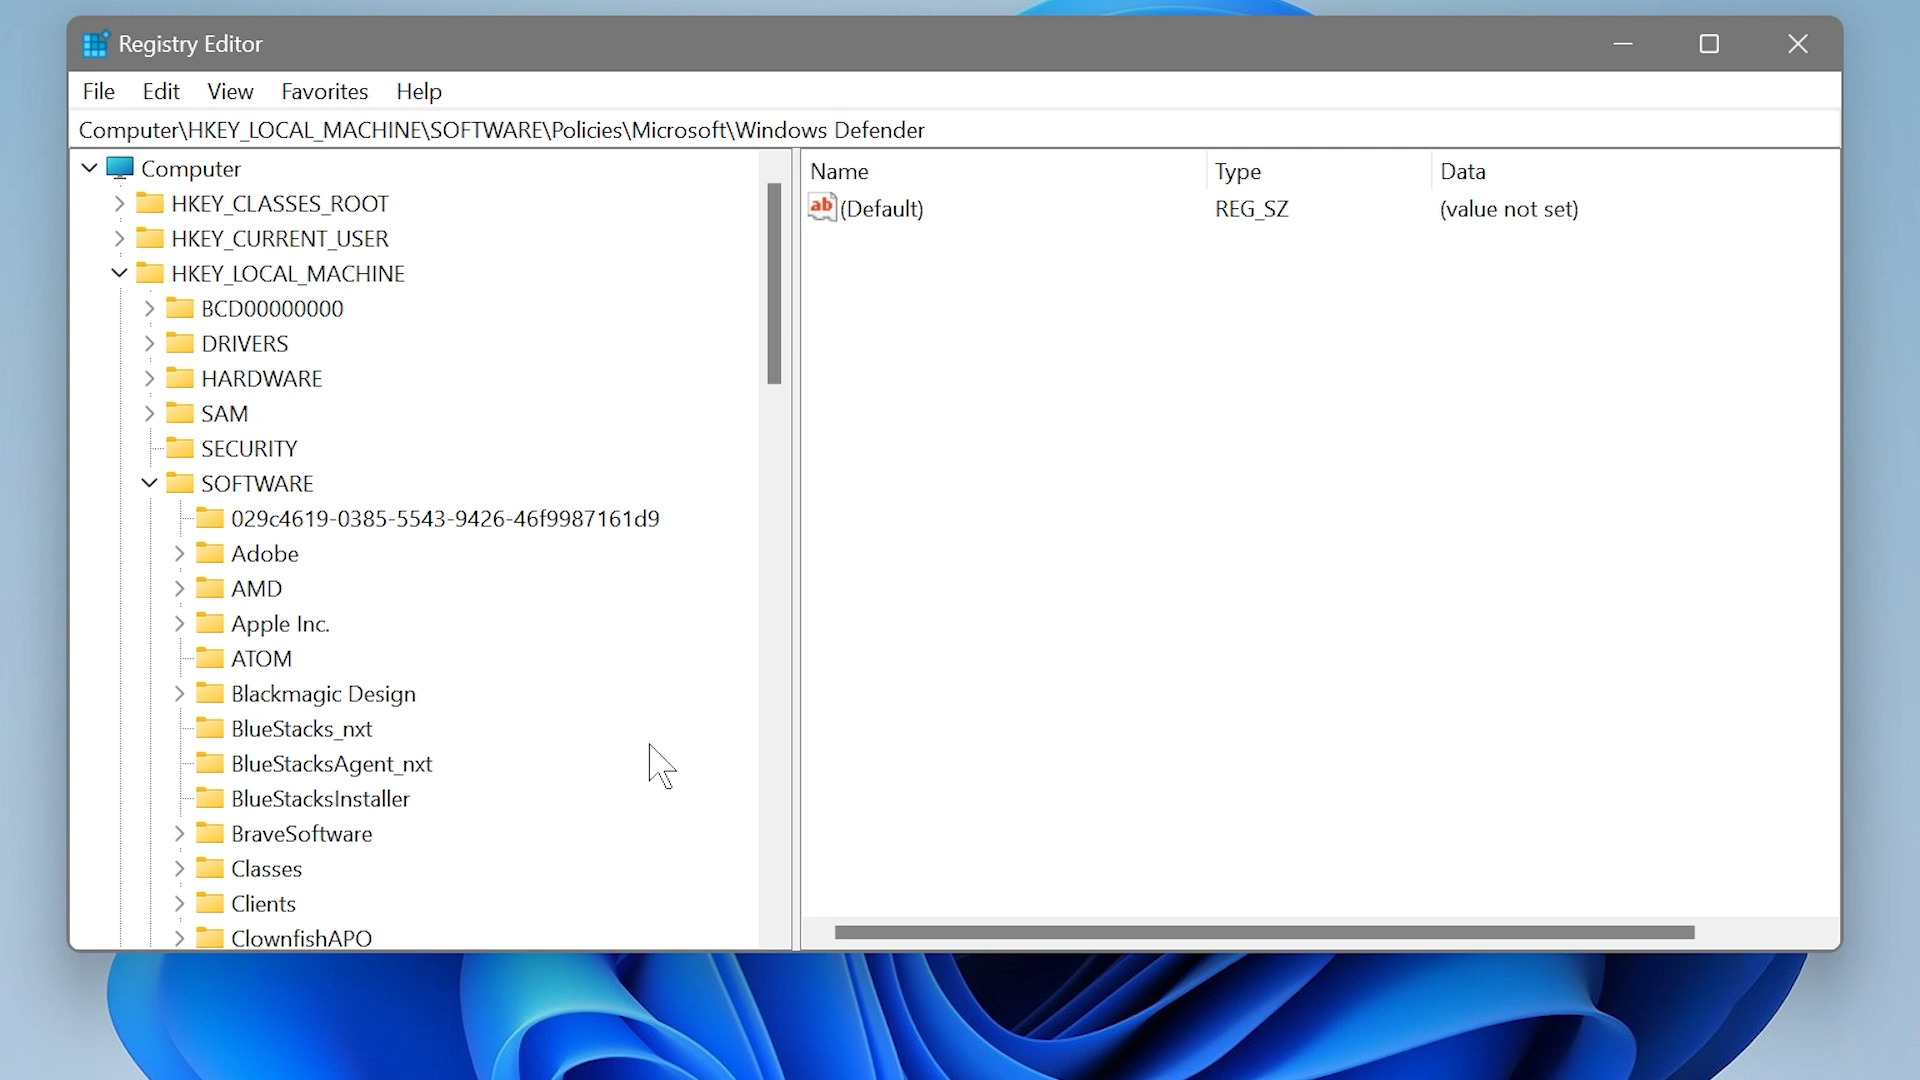 Registry Editor
File Edit View Favorites Help
Computer\HKEY_LOCAL_MACHINE\SOFTWARE\Policies\Microsoft\Windows Defender
Computer
HKEY_CLASSES_ROOT
HKEY_CURRENT_USER
HKEY_LOCAL_MACHINE
BCD00000000
DRIVERS
HARDWARE
SAM
SECURITY
SOFTWARE
029c4619-0385-5543-9426-46f9987161d9
Adobe
AMD
Apple Inc.
ATOM
Blackmagic Design
BlueStacks_nxt
BlueStacksAgent_nxt
BlueStacksInstaller
BraveSoftware
Classes
Clients
ClownfishAPO
Name Type Data
ab (Default) REG_SZ (value not set)